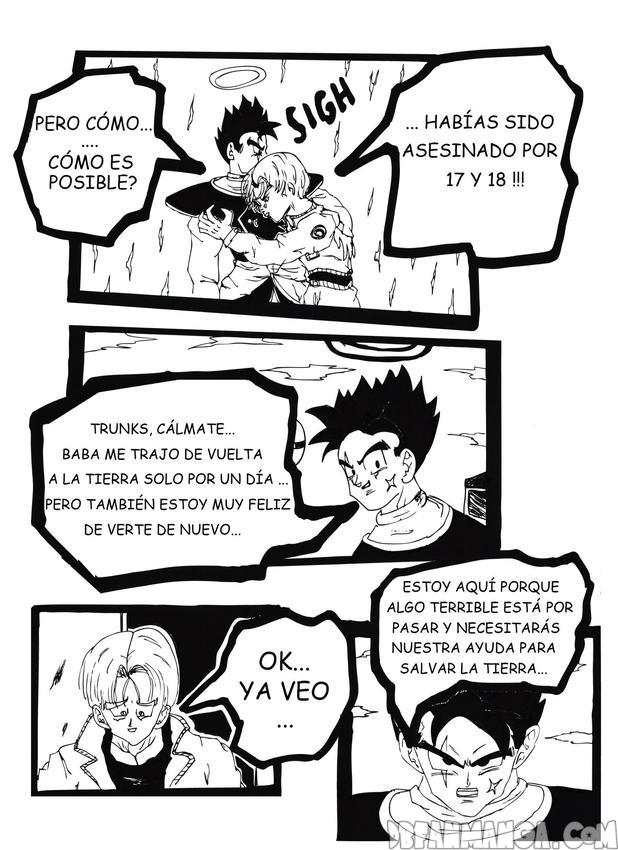 PERO CÓMO...
....
CÓMO ES
POSIBLE?
SIGH
... HABÍAS SIDO
ASESINADO POR
17 Y 18 !!!
TRUNKS, CÁLMATE...
BABA ME TRAJO DE VUELTA
A LA TIERRA SOLO POR UN DÍA ...
PERO TAMBIÉN ESTOY MUY FELIZ
DE VERTE DE NUEVO...
ESTOY AQUÍ PORQUE
ALGO TERRIBLE ESTÁ POR
PASAR Y NECESITARÁS
NUESTRA AYUDA PARA
SALVAR LA TIERRA...
OK...
YA VEO
...
DBFANMANGA.COM